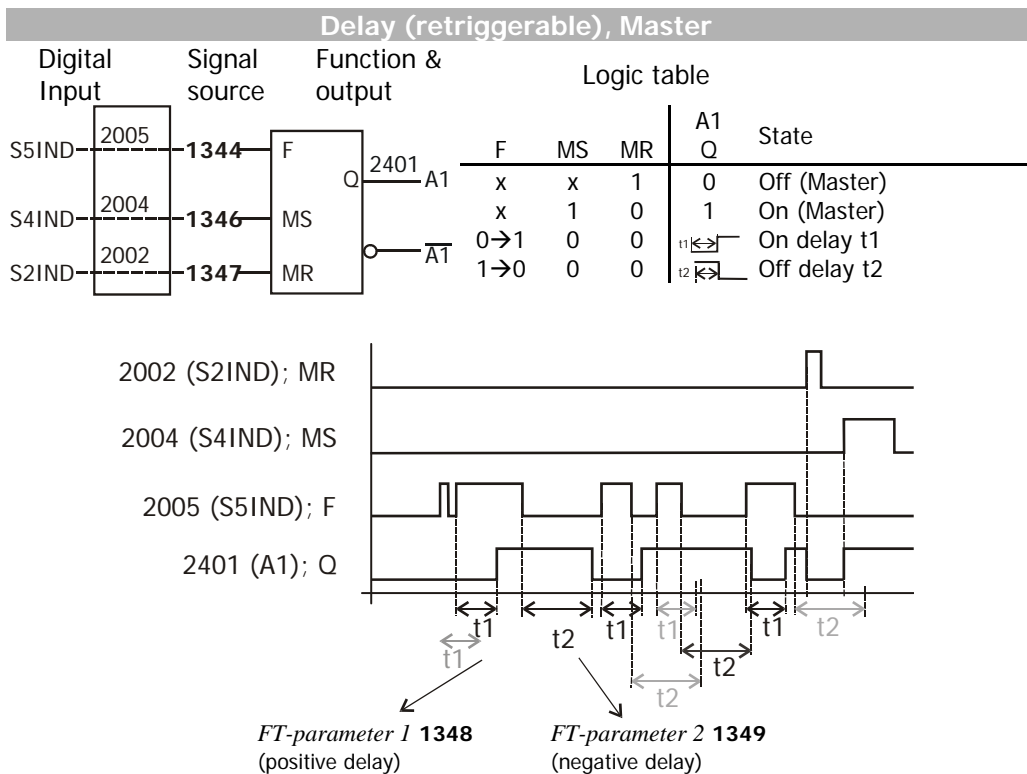 Delay (retriggerable), Master
Digital Input
Signal source
Function & output
Logic table
S5IND 2005 1344 F
S4IND 2004 1346 MS
S2IND 2002 1347 MR
Q 2401 A1
A1
F MS MR A1 Q State
x x 1 0 Off (Master)
x 1 0 1 On (Master)
0→1 0 0 t1 On delay t1
1→0 0 0 t2 Off delay t2
2002 (S2IND); MR
2004 (S4IND); MS
2005 (S5IND); F
2401 (A1); Q
t1 t2 t1 t1 t1 t2
t1 t2 t2
FT-parameter 1 1348
(positive delay)
FT-parameter 2 1349
(negative delay)